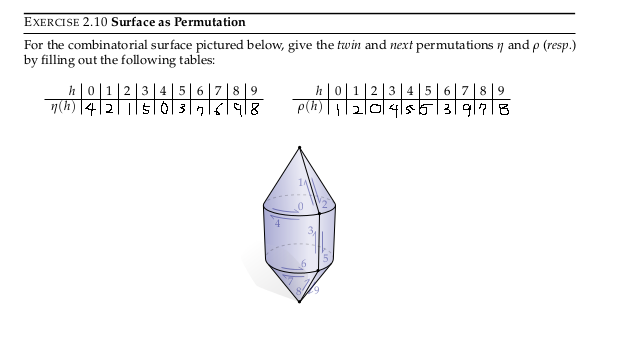 EXERCISE 2.10 Surface as Permutation
For the combinatorial surface pictured below, give the twin and next permutations η and ρ (resp.)
by filling out the following tables:
h 0 1 2 3 4 5 6 7 8 9
η(h) 4 2 1 5 0 3 7 6 9 8
h 0 1 2 3 4 5 6 7 8 9
ρ(h) 1 2 0 4 5 5 3 9 7 8
1
0 2
4
3
5
6
7
8 9